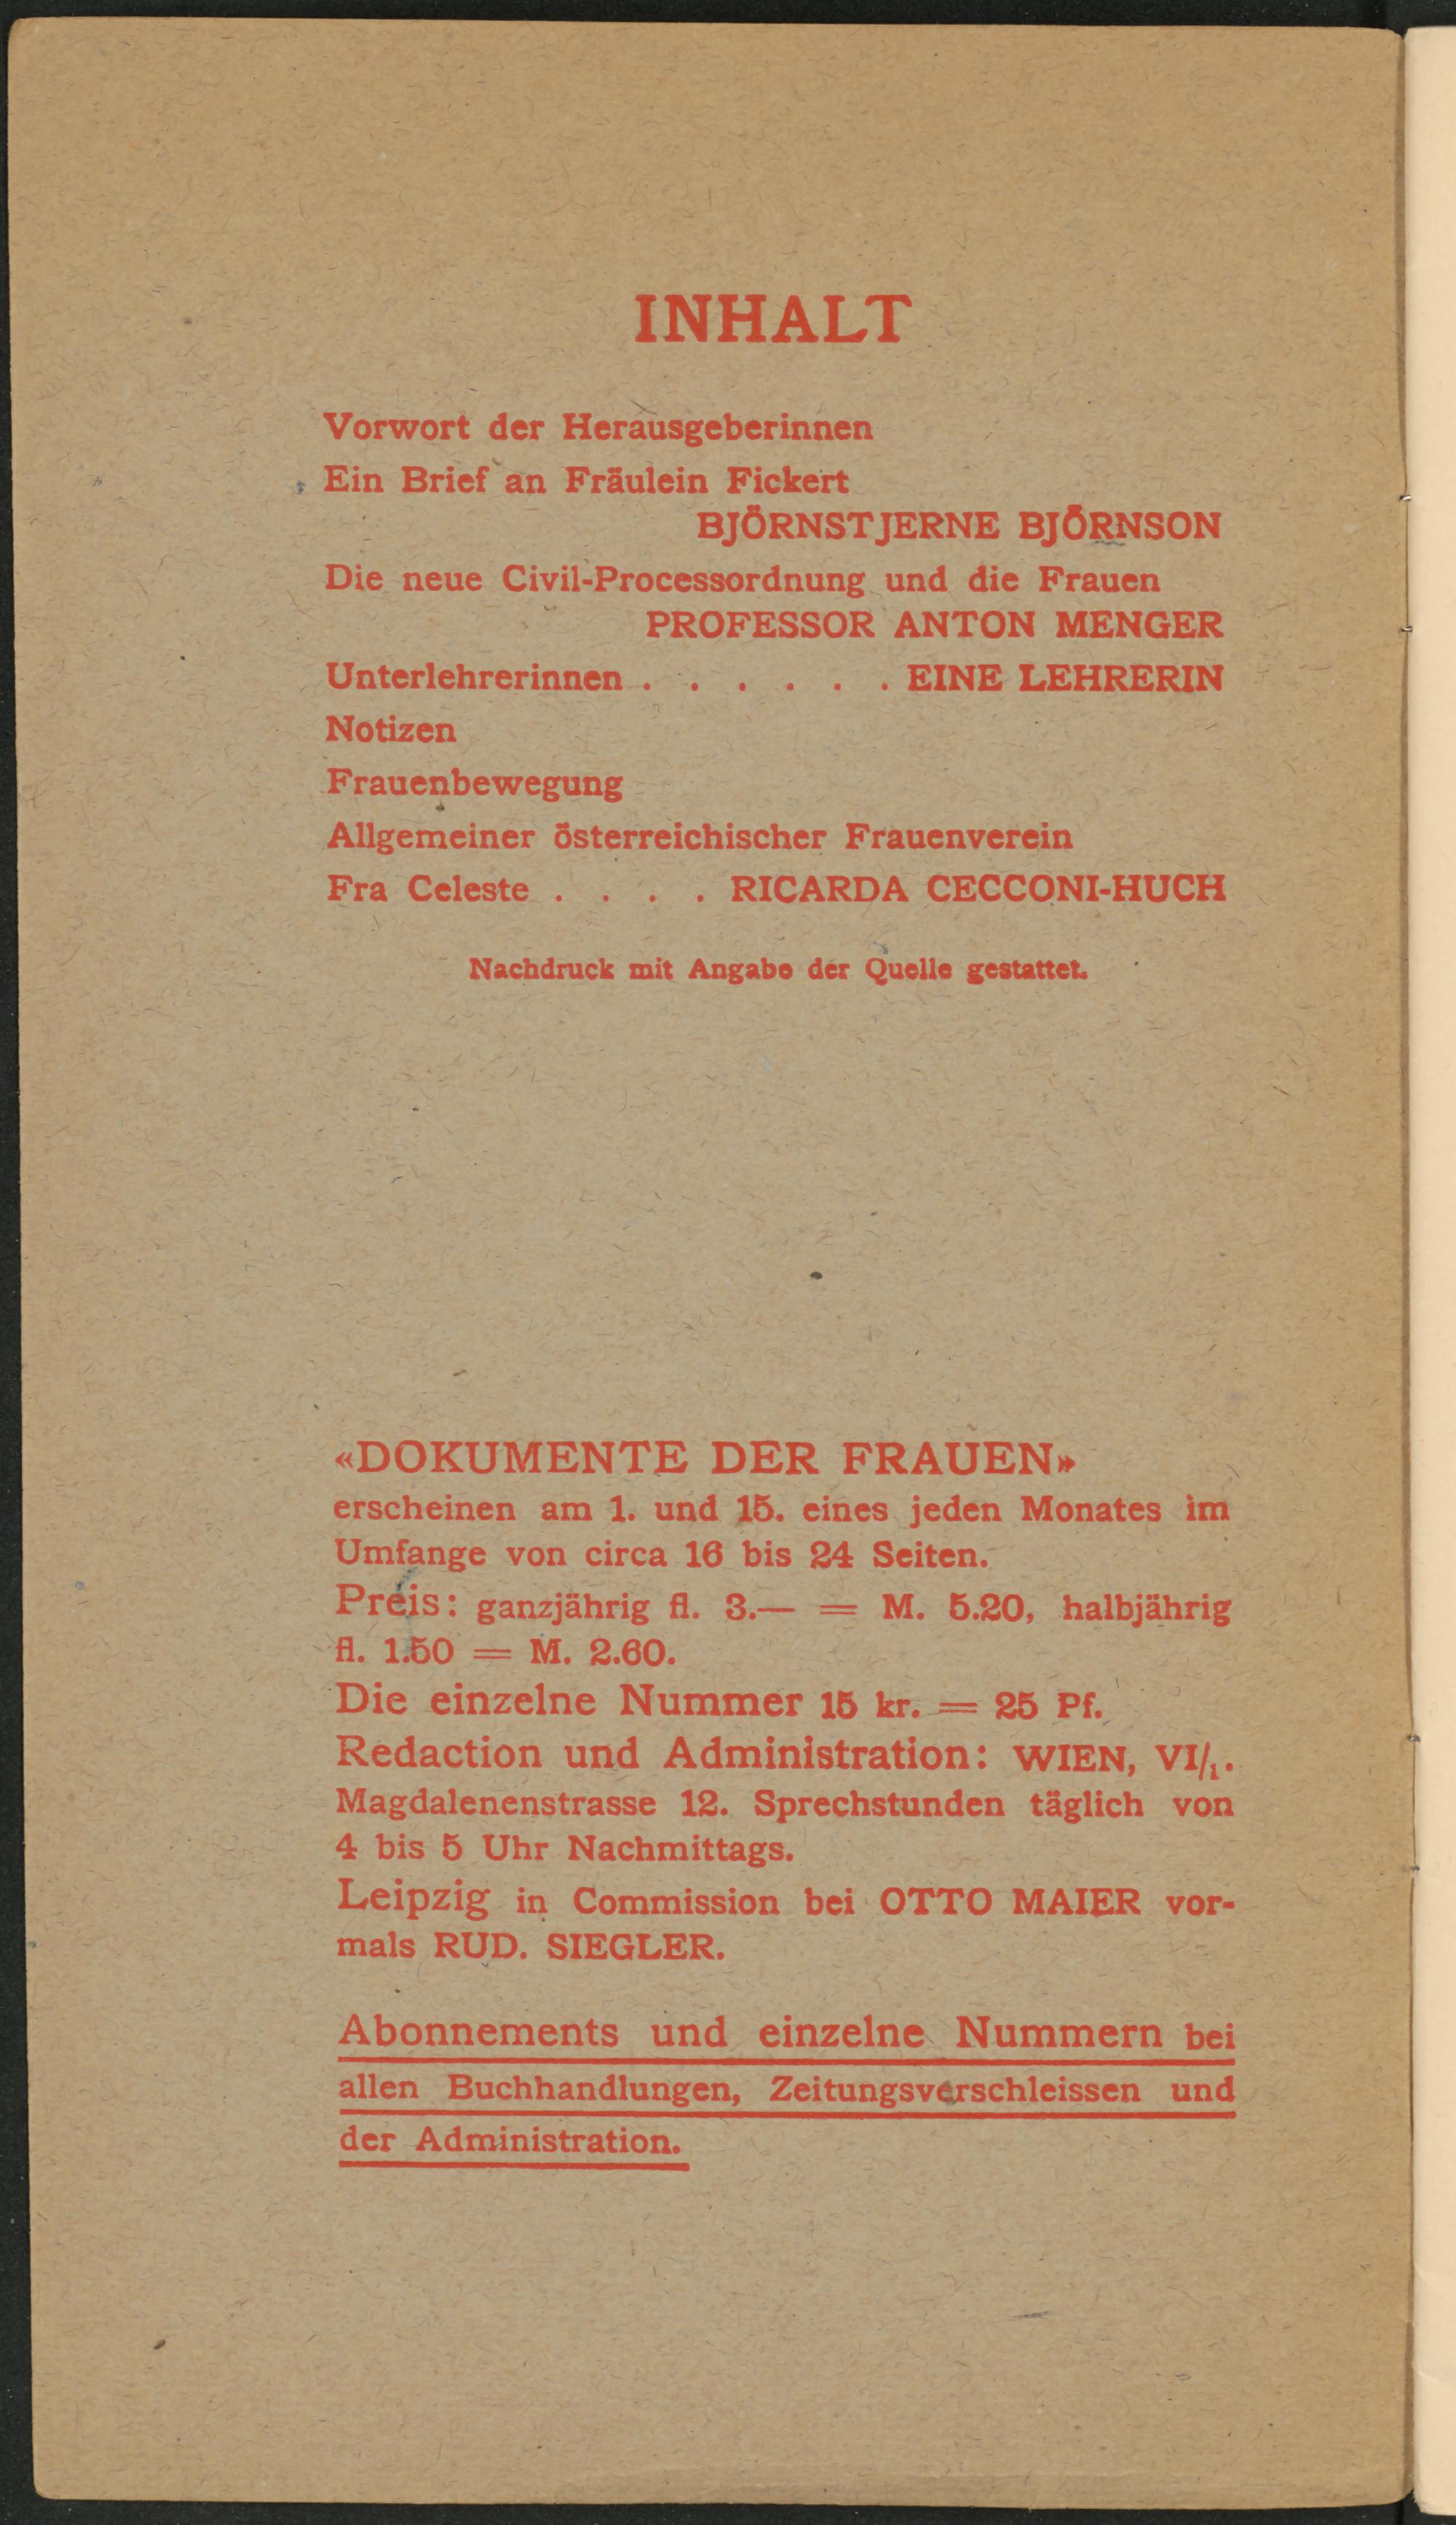 INHALT
Vorwort der Herausgeberinnen
Ein Brief an Fräulein Fickert
BJÖRNSTJERNE BJÖRNSON
Die neue Civil-Processordnung und die Frauen
PROFESSOR ANTON MENGER
Unterlehrerinnen . . . . . . EINE LEHRERIN
Notizen
Frauenbewegung
Allgemeiner österreichischer Frauenverein
Fra Celeste . . . . RICARDA CECCONI-HUCH
Nachdruck mit Angabe der Quelle gestattet.
«DOKUMENTE DER FRAUEN»
erscheinen am 1. und 15. eines jeden Monates im
Umfange von circa 16 bis 24 Seiten.
Preis: ganzjährig fl. 3.— = M. 5.20, halbjährig
fl. 1.50 = M. 2.60.
Die einzelne Nummer 15 kr. = 25 Pf.
Redaction und Administration: WIEN, VI/1.
Magdalenenstrasse 12. Sprechstunden täglich von
4 bis 5 Uhr Nachmittags.
Leipzig in Commission bei OTTO MAIER vor-
mals RUD. SIEGLER.
Abonnements und einzelne Nummern bei
allen Buchhandlungen, Zeitungsverschleissen und
der Administration.